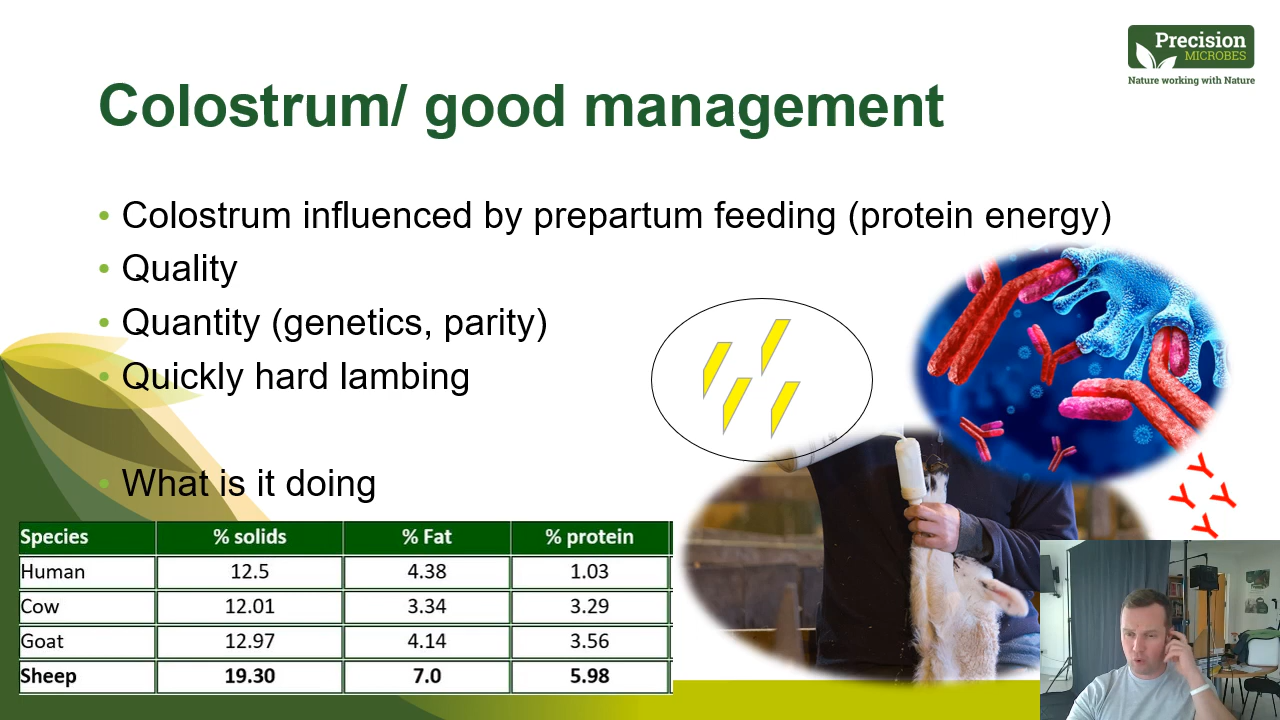 Precision
MICROBES
Nature working with Nature
Colostrum/ good management
• Colostrum influenced by prepartum feeding (protein energy)
• Quality
• Quantity (genetics, parity)
• Quickly hard lambing
• What is it doing
Species % solids % Fat % protein
Human 12.5 4.38 1.03
Cow 12.01 3.34 3.29
Goat 12.97 4.14 3.56
Sheep 19.30 7.0 5.98